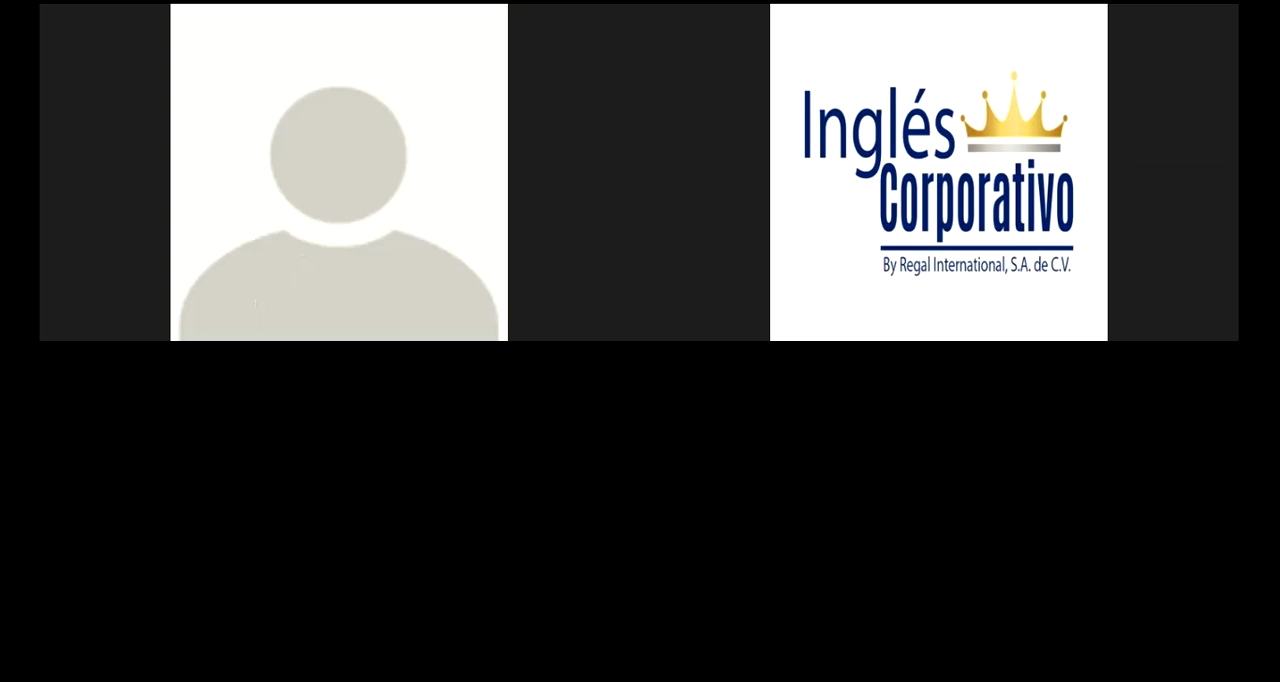 Inglés
Corporativo
By Regal International, S.A. de C.V.